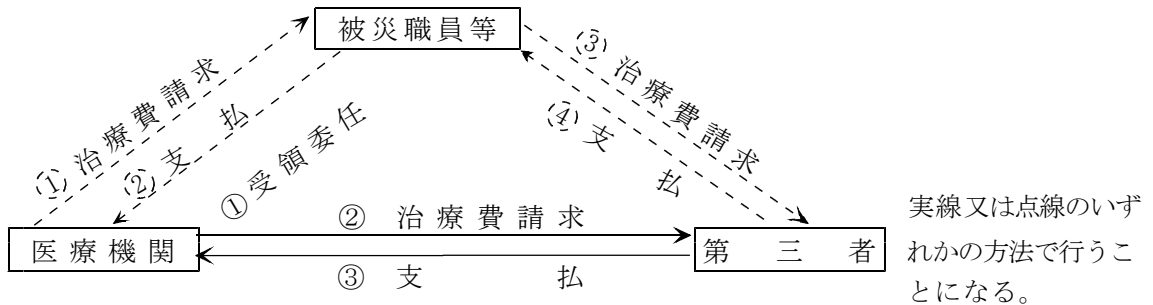 被災職員等
①治療費請求
②支払
①受領委任
③治療費請求
④支払
② 治療費請求
医療機関
第三者
③ 支払
実線又は点線のいず
れかの方法で行うこ
とになる。